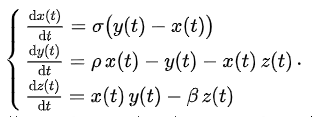 dx(t)/dt = σ(y(t) − x(t))
dy(t)/dt = ρ x(t) − y(t) − x(t) z(t) .
dz(t)/dt = x(t) y(t) − β z(t)